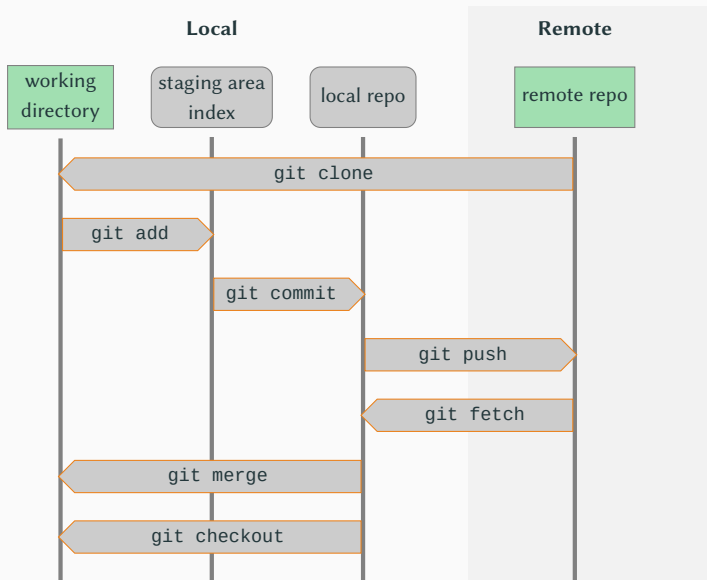 Local
Remote
working
directory
staging area
index
local repo
remote repo
git clone
git add
git commit
git push
git fetch
git merge
git checkout